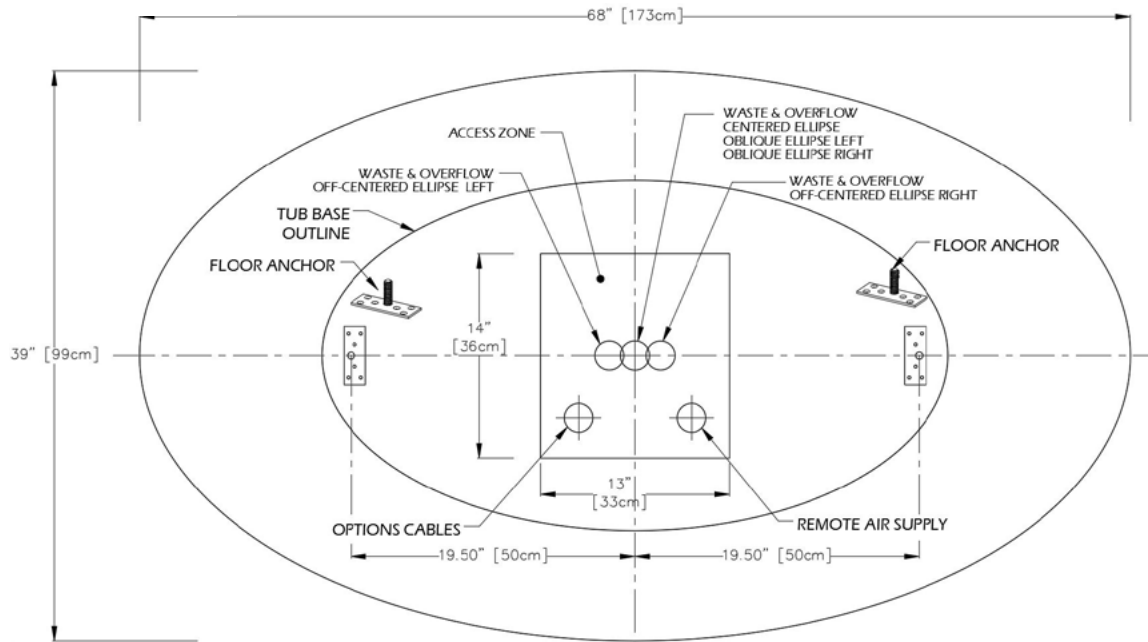 68" [173cm]
WASTE & OVERFLOW
CENTERED ELLIPSE
OBLIQUE ELLIPSE LEFT
OBLIQUE ELLIPSE RIGHT
ACCESS ZONE
WASTE & OVERFLOW
OFF-CENTERED ELLIPSE LEFT
WASTE & OVERFLOW
OFF-CENTERED ELLIPSE RIGHT
TUB BASE
OUTLINE
FLOOR ANCHOR
FLOOR ANCHOR
14"
[36cm]
39" [99cm]
13"
[33cm]
OPTIONS CABLES
REMOTE AIR SUPPLY
19.50" [50cm]
19.50" [50cm]